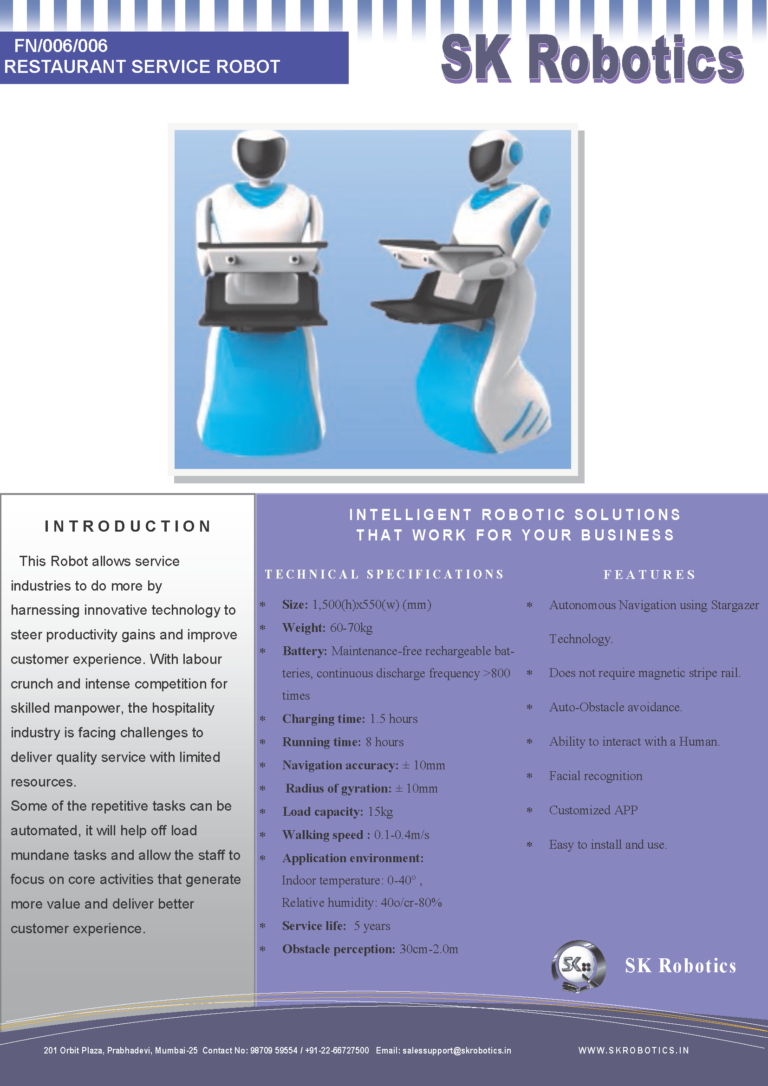 FN/006/006
RESTAURANT SERVICE ROBOT
SK Robotics
INTRODUCTION
This Robot allows service
industries to do more by
harnessing innovative technology to
steer productivity gains and improve
customer experience. With labour
crunch and intense competition for
skilled manpower, the hospitality
industry is facing challenges to
deliver quality service with limited
resources.
Some of the repetitive tasks can be
automated, it will help off load
mundane tasks and allow the staff to
focus on core activities that generate
more value and deliver better
customer experience.
INTELLIGENT ROBOTIC SOLUTIONS
THAT WORK FOR YOUR BUSINESS
TECHNICAL SPECIFICATIONS
* Size: 1,500(h)x550(w) (mm)
* Weight: 60-70kg
* Battery: Maintenance-free rechargeable bat-
teries, continuous discharge frequency >800
times
* Charging time: 1.5 hours
* Running time: 8 hours
* Navigation accuracy: ± 10mm
* Radius of gyration: ± 10mm
* Load capacity: 15kg
* Walking speed : 0.1-0.4m/s
* Application environment:
Indoor temperature: 0-40° ,
Relative humidity: 40o/cr-80%
* Service life: 5 years
* Obstacle perception: 30cm-2.0m
FEATURES
* Autonomous Navigation using Stargazer
Technology.
* Does not require magnetic stripe rail.
* Auto-Obstacle avoidance.
* Ability to interact with a Human.
* Facial recognition
* Customized APP
* Easy to install and use.
SK
SK Robotics
201 Orbit Plaza, Prabhadevi, Mumbai-25 Contact No: 98709 59554 / +91-22-66727500 Email: salessupport@skrobotics.in
WWW.SKROBOTICS.IN